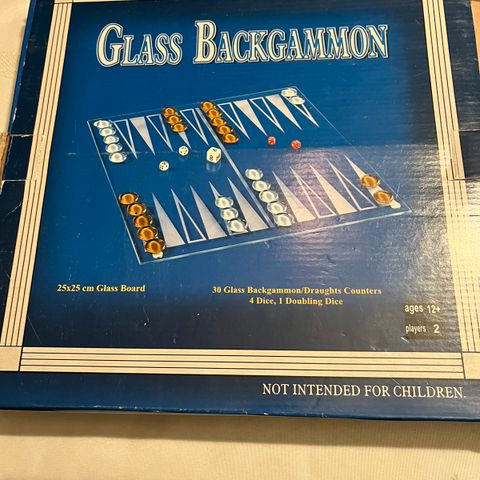 GLASS BACKGAMMON
25x25 cm Glass Board
30 Glass Backgammon/Draughts Counters
4 Dice, 1 Doubling Dice
ages 12+
players 2
NOT INTENDED FOR CHILDREN.